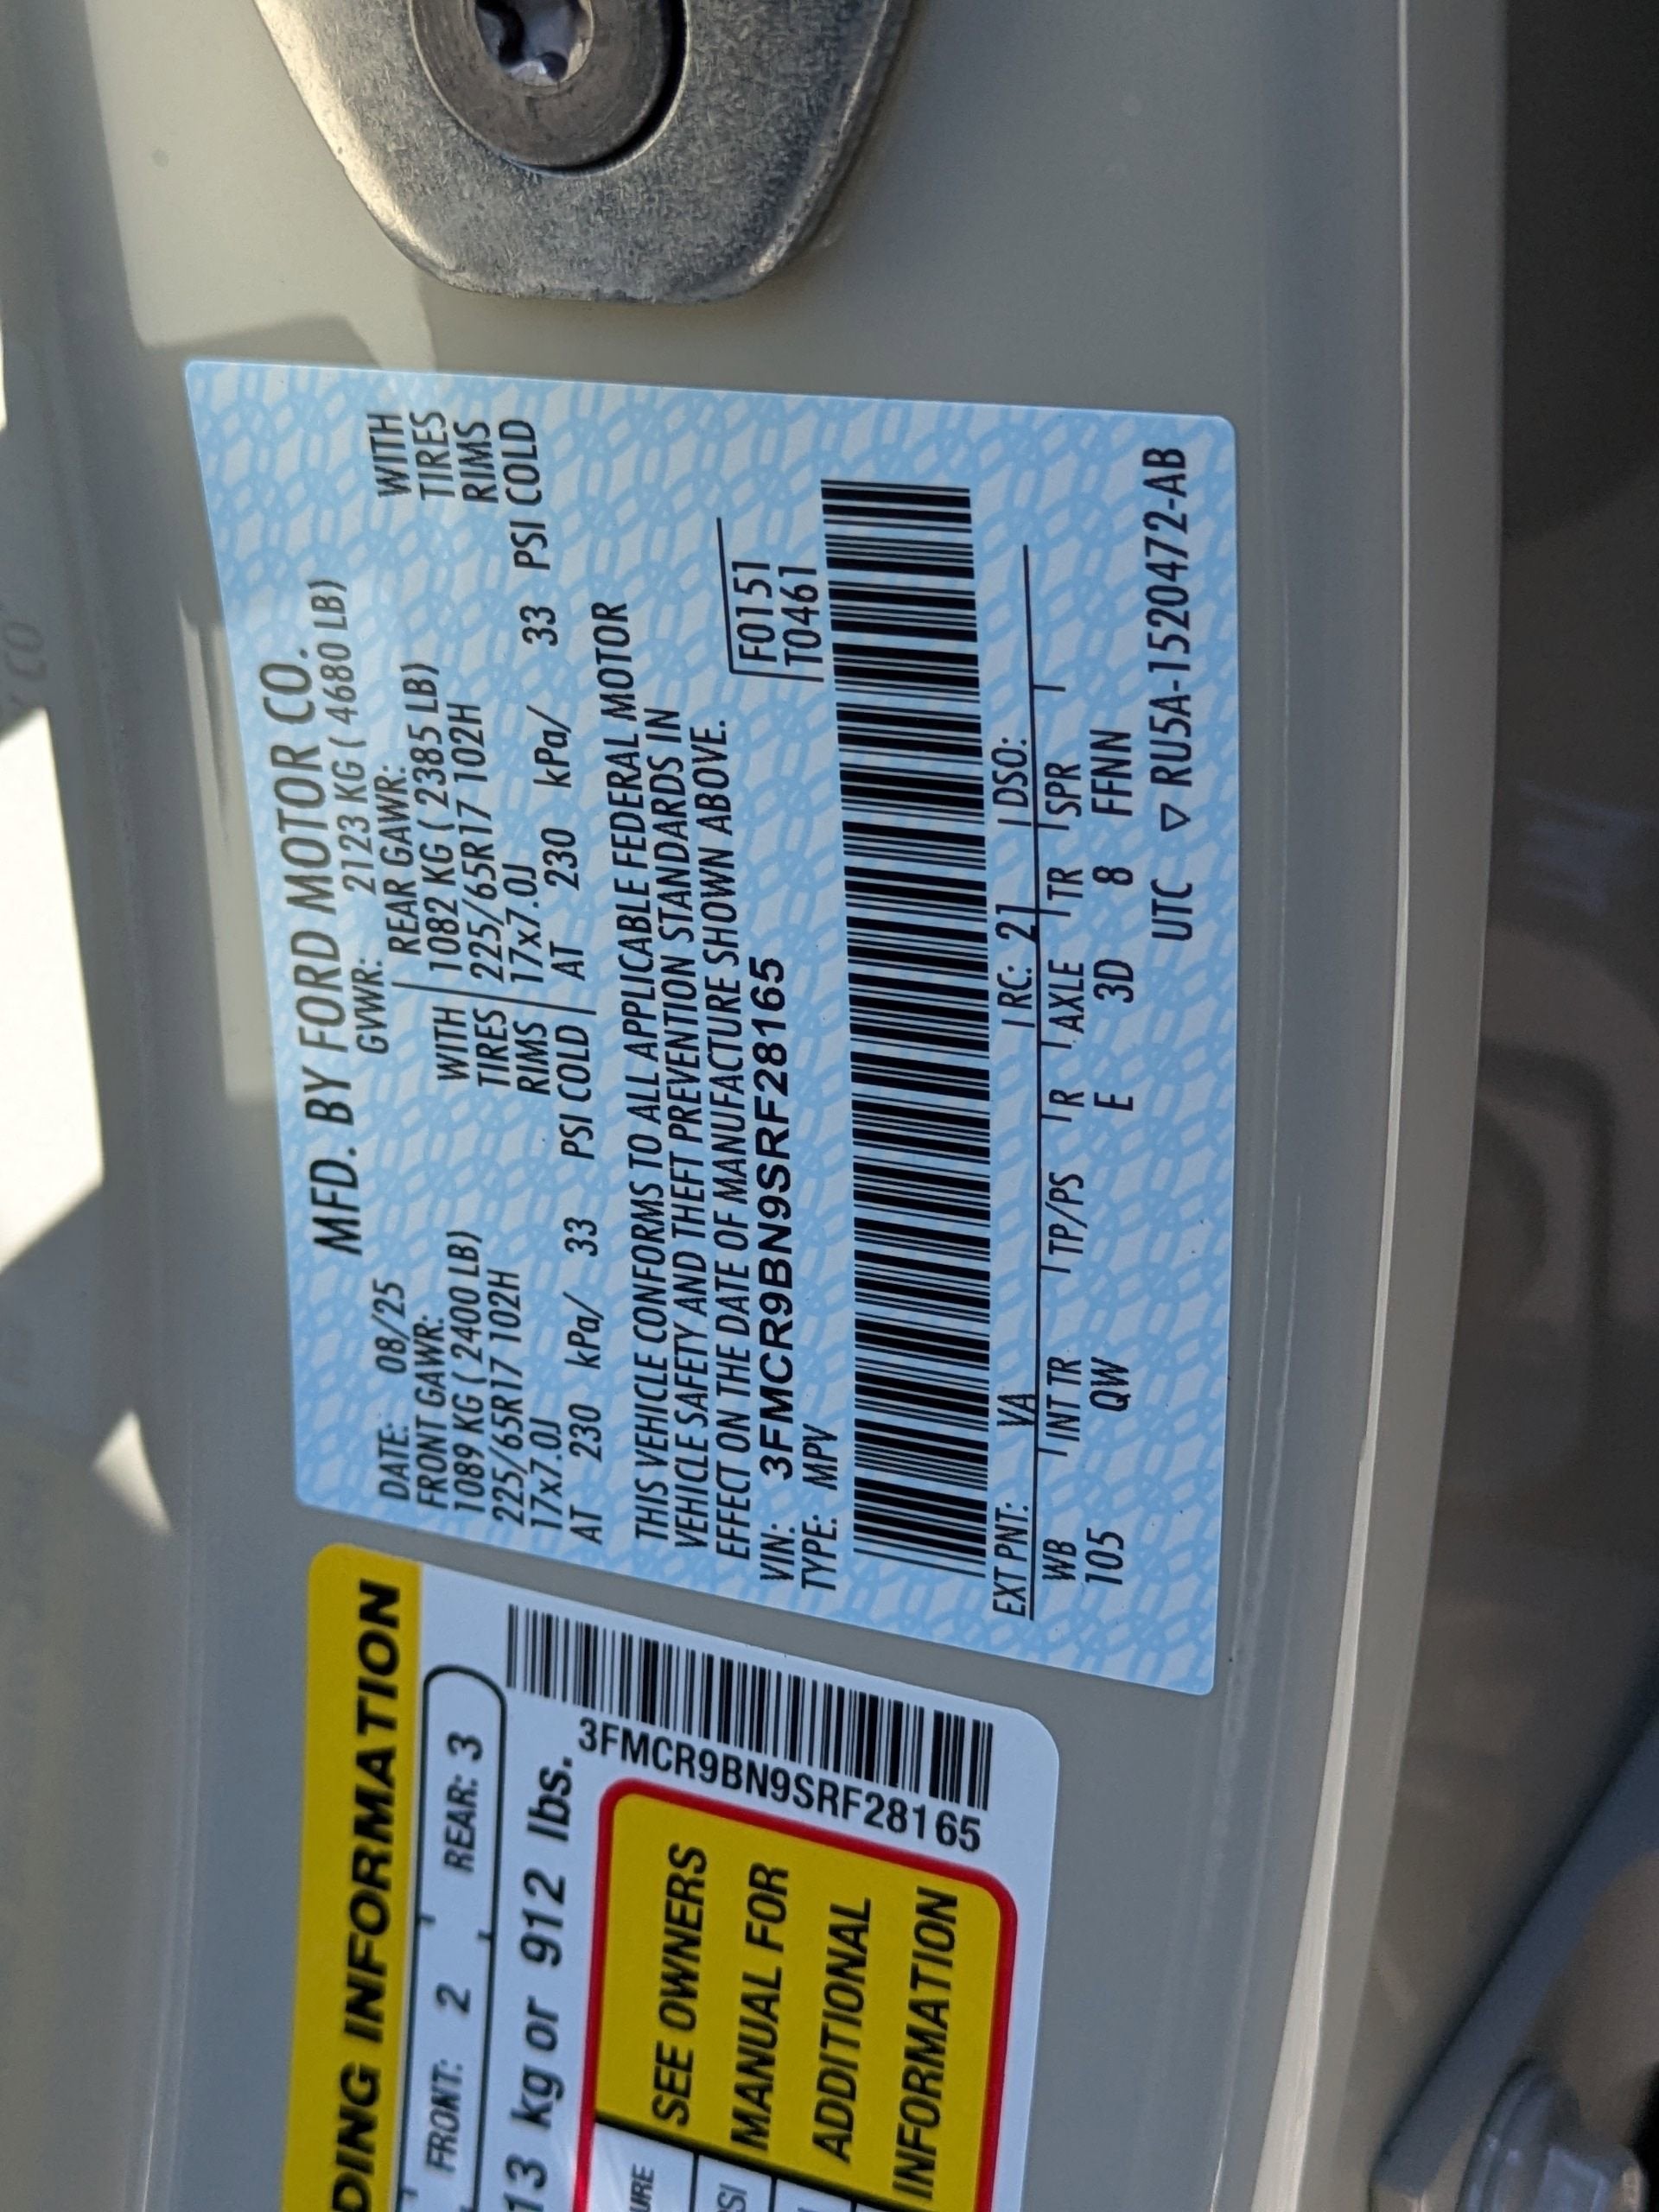 MFD. BY FORD MOTOR CO.
DATE: 08/25 GVWR: 2123 KG ( 4680 LB)
FRONT GAWR: REAR GAWR:
1089 KG ( 2400 LB) WITH 1082 KG ( 2385 LB) WITH
225/65R17 102H TIRES 225/65R17 102H TIRES
17x7.0J RIMS 17x7.0J RIMS
AT 230 kPa/ 33 PSI COLD AT 230 kPa/ 33 PSI COLD
THIS VEHICLE CONFORMS TO ALL APPLICABLE FEDERAL MOTOR
VEHICLE SAFETY AND THEFT PREVENTION STANDARDS IN
EFFECT ON THE DATE OF MANUFACTURE SHOWN ABOVE.
VIN: 3FMCR9BN9SRF28165 F0151
TYPE: MPV T0461
EXT PNT: VA RC: 21 DSO:
WB INT TR TP/PS R AXLE TR SPR
105 QW E 3D 8 FFNN
UTC ▽ RU5A-1520472-AB
DING INFORMATION
FRONT: 2 REAR: 3
13 kg or 912 lbs.
3FMCR9BN9SRF28165
SEE OWNERS
MANUAL FOR
ADDITIONAL
INFORMATION
URE
SI